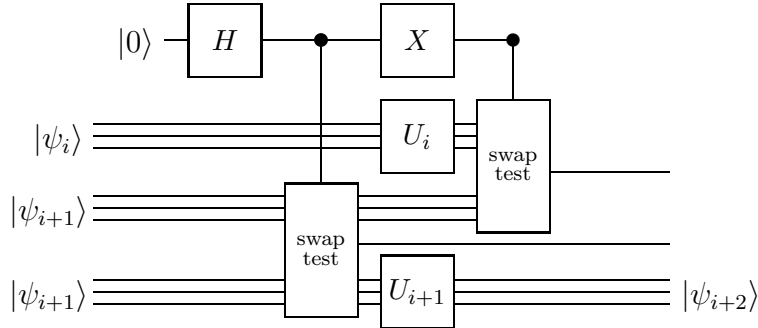 |0⟩ H X
|ψ_i⟩ U_i swap
test
|ψ_{i+1}⟩
swap
test
|ψ_{i+1}⟩ U_{i+1} |ψ_{i+2}⟩